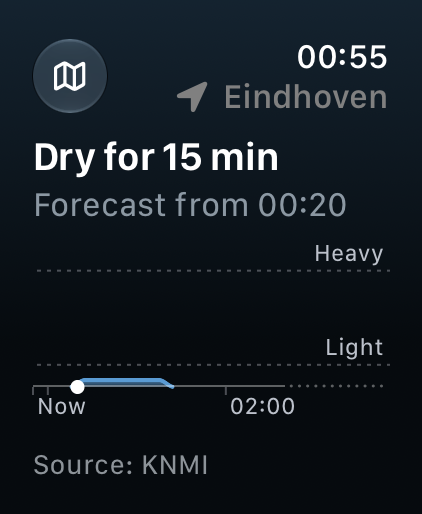 00:55
Eindhoven
Dry for 15 min
Forecast from 00:20
Heavy
Light
Now 02:00
Source: KNMI